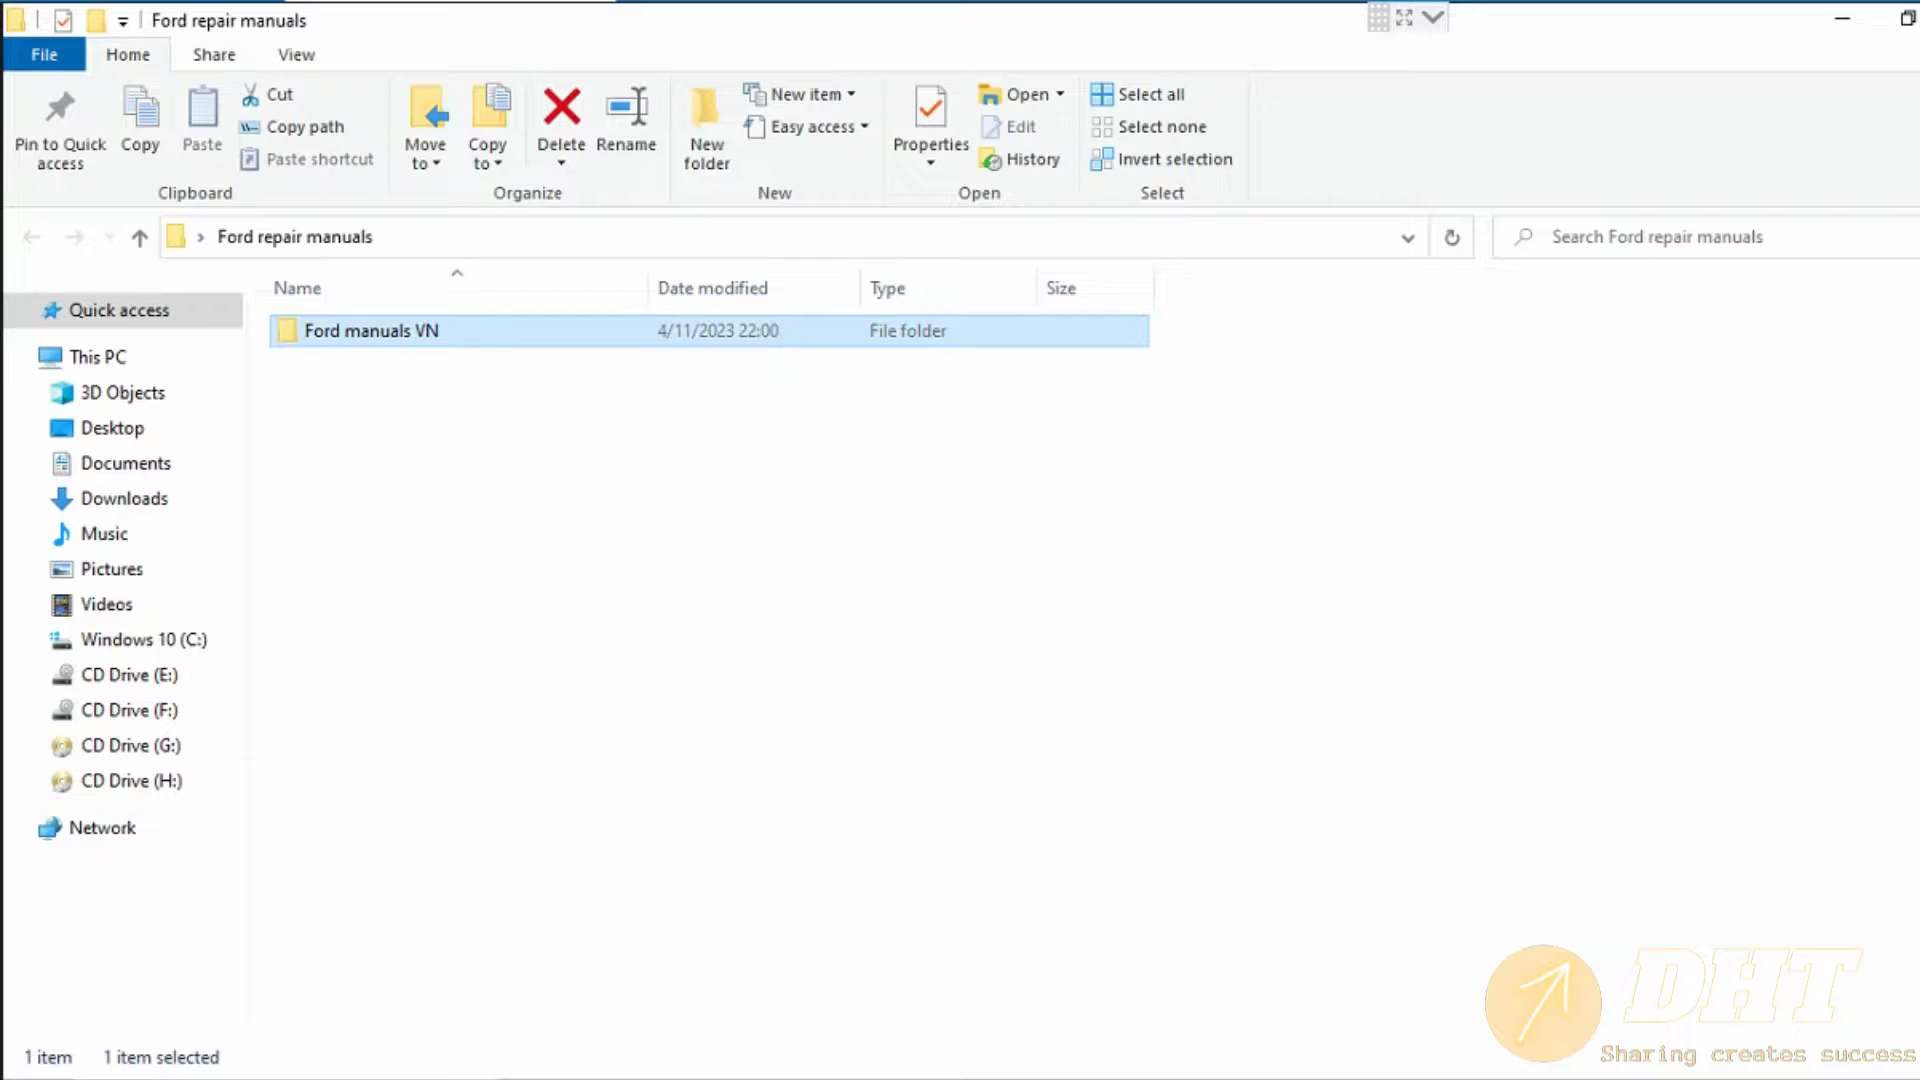 Ford repair manuals
File Home Share View
Pin to Quick access
Copy
Paste
Cut
Copy path
Paste shortcut
Clipboard
Move to
Copy to
Delete
Rename
Organize
New folder
New item
Easy access
New
Properties
Open
Edit
History
Open
Select all
Select none
Invert selection
Select
Ford repair manuals
Search Ford repair manuals
Name Date modified Type Size
Ford manuals VN 4/11/2023 22:00 File folder
Quick access
This PC
3D Objects
Desktop
Documents
Downloads
Music
Pictures
Videos
Windows 10 (C:)
CD Drive (E:)
CD Drive (F:)
CD Drive (G:)
CD Drive (H:)
Network
1 item 1 item selected
DHT
Sharing creates success